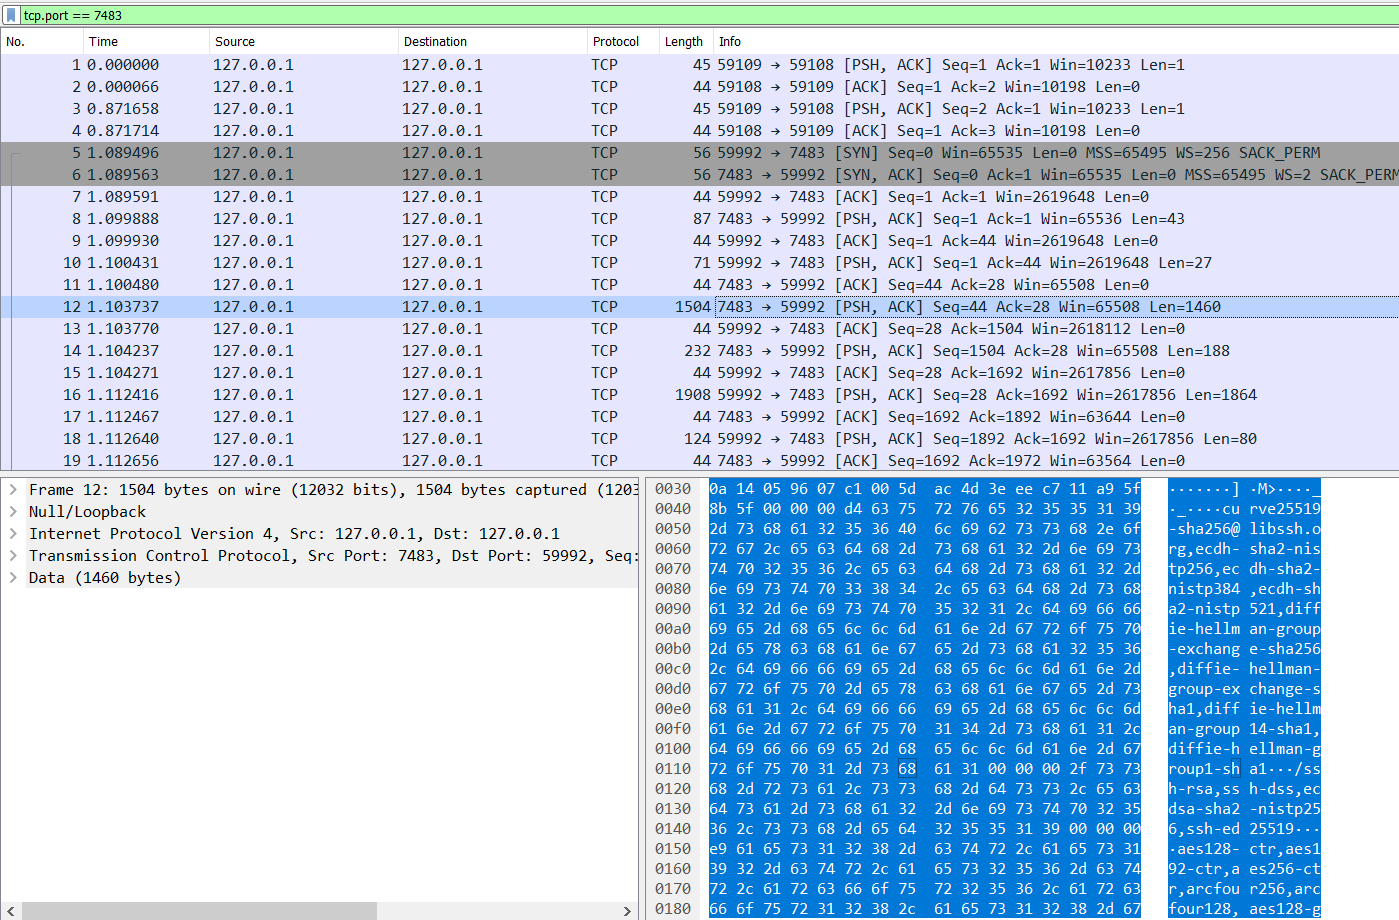 tcp.port == 7483
No. Time Source Destination Protocol Length Info
1 0.000000 127.0.0.1 127.0.0.1 TCP 45 59109 → 59108 [PSH, ACK] Seq=1 Ack=1 Win=10233 Len=1
2 0.000066 127.0.0.1 127.0.0.1 TCP 44 59108 → 59109 [ACK] Seq=1 Ack=2 Win=10198 Len=0
3 0.871658 127.0.0.1 127.0.0.1 TCP 45 59109 → 59108 [PSH, ACK] Seq=2 Ack=1 Win=10233 Len=1
4 0.871714 127.0.0.1 127.0.0.1 TCP 44 59108 → 59109 [ACK] Seq=1 Ack=3 Win=10198 Len=0
5 1.089496 127.0.0.1 127.0.0.1 TCP 56 59992 → 7483 [SYN] Seq=0 Win=65535 Len=0 MSS=65495 WS=256 SACK_PERM
6 1.089563 127.0.0.1 127.0.0.1 TCP 56 7483 → 59992 [SYN, ACK] Seq=0 Ack=1 Win=65535 Len=0 MSS=65495 WS=2 SACK_PERM
7 1.089591 127.0.0.1 127.0.0.1 TCP 44 59992 → 7483 [ACK] Seq=1 Ack=1 Win=2619648 Len=0
8 1.099888 127.0.0.1 127.0.0.1 TCP 87 7483 → 59992 [PSH, ACK] Seq=1 Ack=1 Win=65536 Len=43
9 1.099930 127.0.0.1 127.0.0.1 TCP 44 59992 → 7483 [ACK] Seq=1 Ack=44 Win=2619648 Len=0
10 1.100431 127.0.0.1 127.0.0.1 TCP 71 59992 → 7483 [PSH, ACK] Seq=1 Ack=44 Win=2619648 Len=27
11 1.100480 127.0.0.1 127.0.0.1 TCP 44 7483 → 59992 [ACK] Seq=44 Ack=28 Win=65508 Len=0
12 1.103737 127.0.0.1 127.0.0.1 TCP 1504 7483 → 59992 [PSH, ACK] Seq=44 Ack=28 Win=65508 Len=1460
13 1.103770 127.0.0.1 127.0.0.1 TCP 44 59992 → 7483 [ACK] Seq=28 Ack=1504 Win=2618112 Len=0
14 1.104237 127.0.0.1 127.0.0.1 TCP 232 7483 → 59992 [PSH, ACK] Seq=1504 Ack=28 Win=65508 Len=188
15 1.104271 127.0.0.1 127.0.0.1 TCP 44 59992 → 7483 [ACK] Seq=28 Ack=1692 Win=2617856 Len=0
16 1.112416 127.0.0.1 127.0.0.1 TCP 1908 59992 → 7483 [PSH, ACK] Seq=28 Ack=1692 Win=2617856 Len=1864
17 1.112467 127.0.0.1 127.0.0.1 TCP 44 7483 → 59992 [ACK] Seq=1692 Ack=1892 Win=63644 Len=0
18 1.112640 127.0.0.1 127.0.0.1 TCP 124 59992 → 7483 [PSH, ACK] Seq=1892 Ack=1692 Win=2617856 Len=80
19 1.112656 127.0.0.1 127.0.0.1 TCP 44 7483 → 59992 [ACK] Seq=1692 Ack=1972 Win=63564 Len=0
Frame 12: 1504 bytes on wire (12032 bits), 1504 bytes captured (1203
Null/Loopback
Internet Protocol Version 4, Src: 127.0.0.1, Dst: 127.0.0.1
Transmission Control Protocol, Src Port: 7483, Dst Port: 59992, Seq:
Data (1460 bytes)
0030 0a 14 05 96 07 c1 00 5d ac 4d 3e ee c7 11 a9 5f ·······] ·M>····_
0040 8b 5f 00 00 00 d4 63 75 72 76 65 32 35 35 31 39 ·_····cu rve25519
0050 2d 73 68 61 32 35 36 40 6c 69 62 73 73 68 2e 6f -sha256@ libssh.o
0060 72 67 2c 65 63 64 68 2d 73 68 61 32 2d 6e 69 73 rg,ecdh- sha2-nis
0070 74 70 32 35 36 2c 65 63 64 68 2d 73 68 61 32 2d tp256,ec dh-sha2-
0080 6e 69 73 74 70 33 38 34 2c 65 63 64 68 2d 73 68 nistp384 ,ecdh-sh
0090 61 32 2d 6e 69 73 74 70 35 32 31 2c 64 69 66 66 a2-nistp 521,diff
00a0 69 65 2d 68 65 6c 6c 6d 61 6e 2d 67 72 6f 75 70 ie-hellm an-group
00b0 2d 65 78 63 68 61 6e 67 65 2d 73 68 61 32 35 36 -exchang e-sha256
00c0 2c 64 69 66 66 69 65 2d 68 65 6c 6c 6d 61 6e 2d ,diffie- hellman-
00d0 67 72 6f 75 70 2d 65 78 63 68 61 6e 67 65 2d 73 group-ex change-s
00e0 68 61 31 2c 64 69 66 66 69 65 2d 68 65 6c 6c 6d ha1,diff ie-hellm
00f0 61 6e 2d 67 72 6f 75 70 31 34 2d 73 68 61 31 2c an-group 14-sha1,
0100 64 69 66 66 69 65 2d 68 65 6c 6c 6d 61 6e 2d 67 diffie-h ellman-g
0110 72 6f 75 70 31 2d 73 68 61 31 00 00 00 2f 73 73 roup1-sh a1···/ss
0120 68 2d 72 73 61 2c 73 73 68 2d 64 73 73 2c 65 63 h-rsa,ss h-dss,ec
0130 64 73 61 2d 73 68 61 32 2d 6e 69 73 74 70 32 35 dsa-sha2 -nistp25
0140 36 2c 73 73 68 2d 65 64 32 35 35 31 39 00 00 00 6,ssh-ed 25519···
0150 e9 61 65 73 31 32 38 2d 63 74 72 2c 61 65 73 31 ·aes128- ctr,aes1
0160 39 32 2d 63 74 72 2c 61 65 73 32 35 36 2d 63 74 92-ctr,a es256-ct
0170 72 2c 61 72 63 66 6f 75 72 32 35 36 2c 61 72 63 r,arcfou r256,arc
0180 66 6f 75 72 31 32 38 2c 61 65 73 31 32 38 2d 67 four128, aes128-g